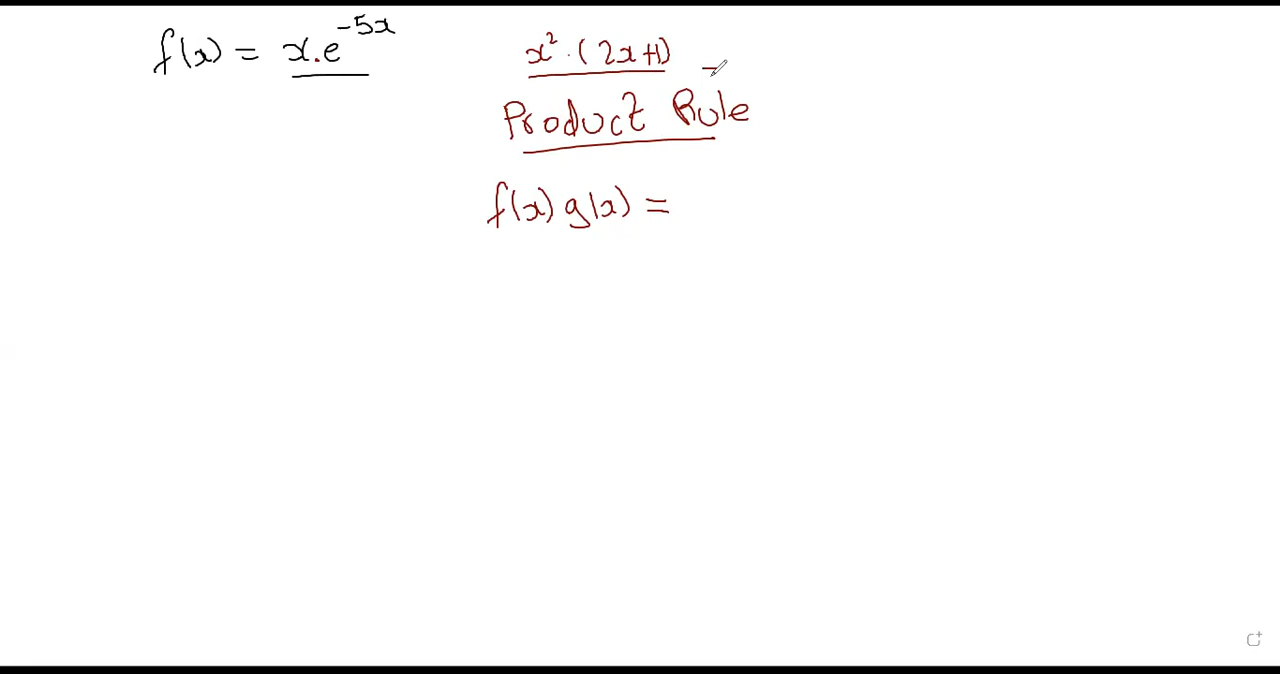 f(x) = x.e^{-5x}
x² · (2x+1)
Product Rule
f(x) g(x) =